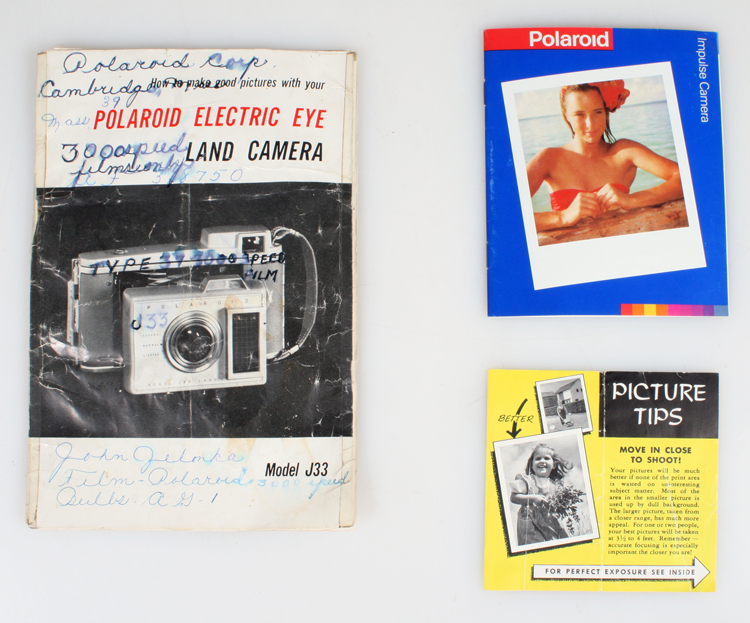 Polaroid Corp.
Cambridge
How to make good pictures with your
39
Mass
POLAROID ELECTRIC EYE
3000 speed
LAND CAMERA
films only
TYPE 37 3000 SPEED
FILM
POLAROID
J33
John
Model J33
Film-Polaroid 3000 speed
Bulbs AG-1
Polaroid
Impulse Camera
BETTER
PICTURE
TIPS
MOVE IN CLOSE
TO SHOOT!
Your pictures will be much
better if none of the print area
is wasted on uninteresting
subject matter. Most of the
area in the smaller picture is
used up by dull background.
The larger picture, taken from
a closer range, has much more
appeal. For one or two people,
your best pictures will be taken
at 3½ to 4 feet. Remember —
accurate focusing is especially
important the closer you are!
FOR PERFECT EXPOSURE SEE INSIDE